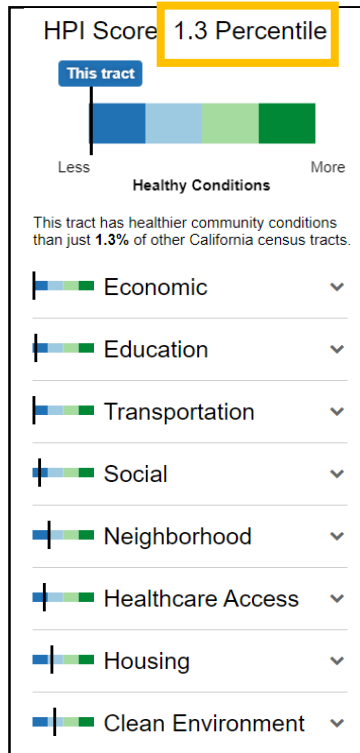 HPI Score 1.3 Percentile
This tract
Less More
Healthy Conditions
This tract has healthier community conditions
than just 1.3% of other California census tracts.
Economic
Education
Transportation
Social
Neighborhood
Healthcare Access
Housing
Clean Environment